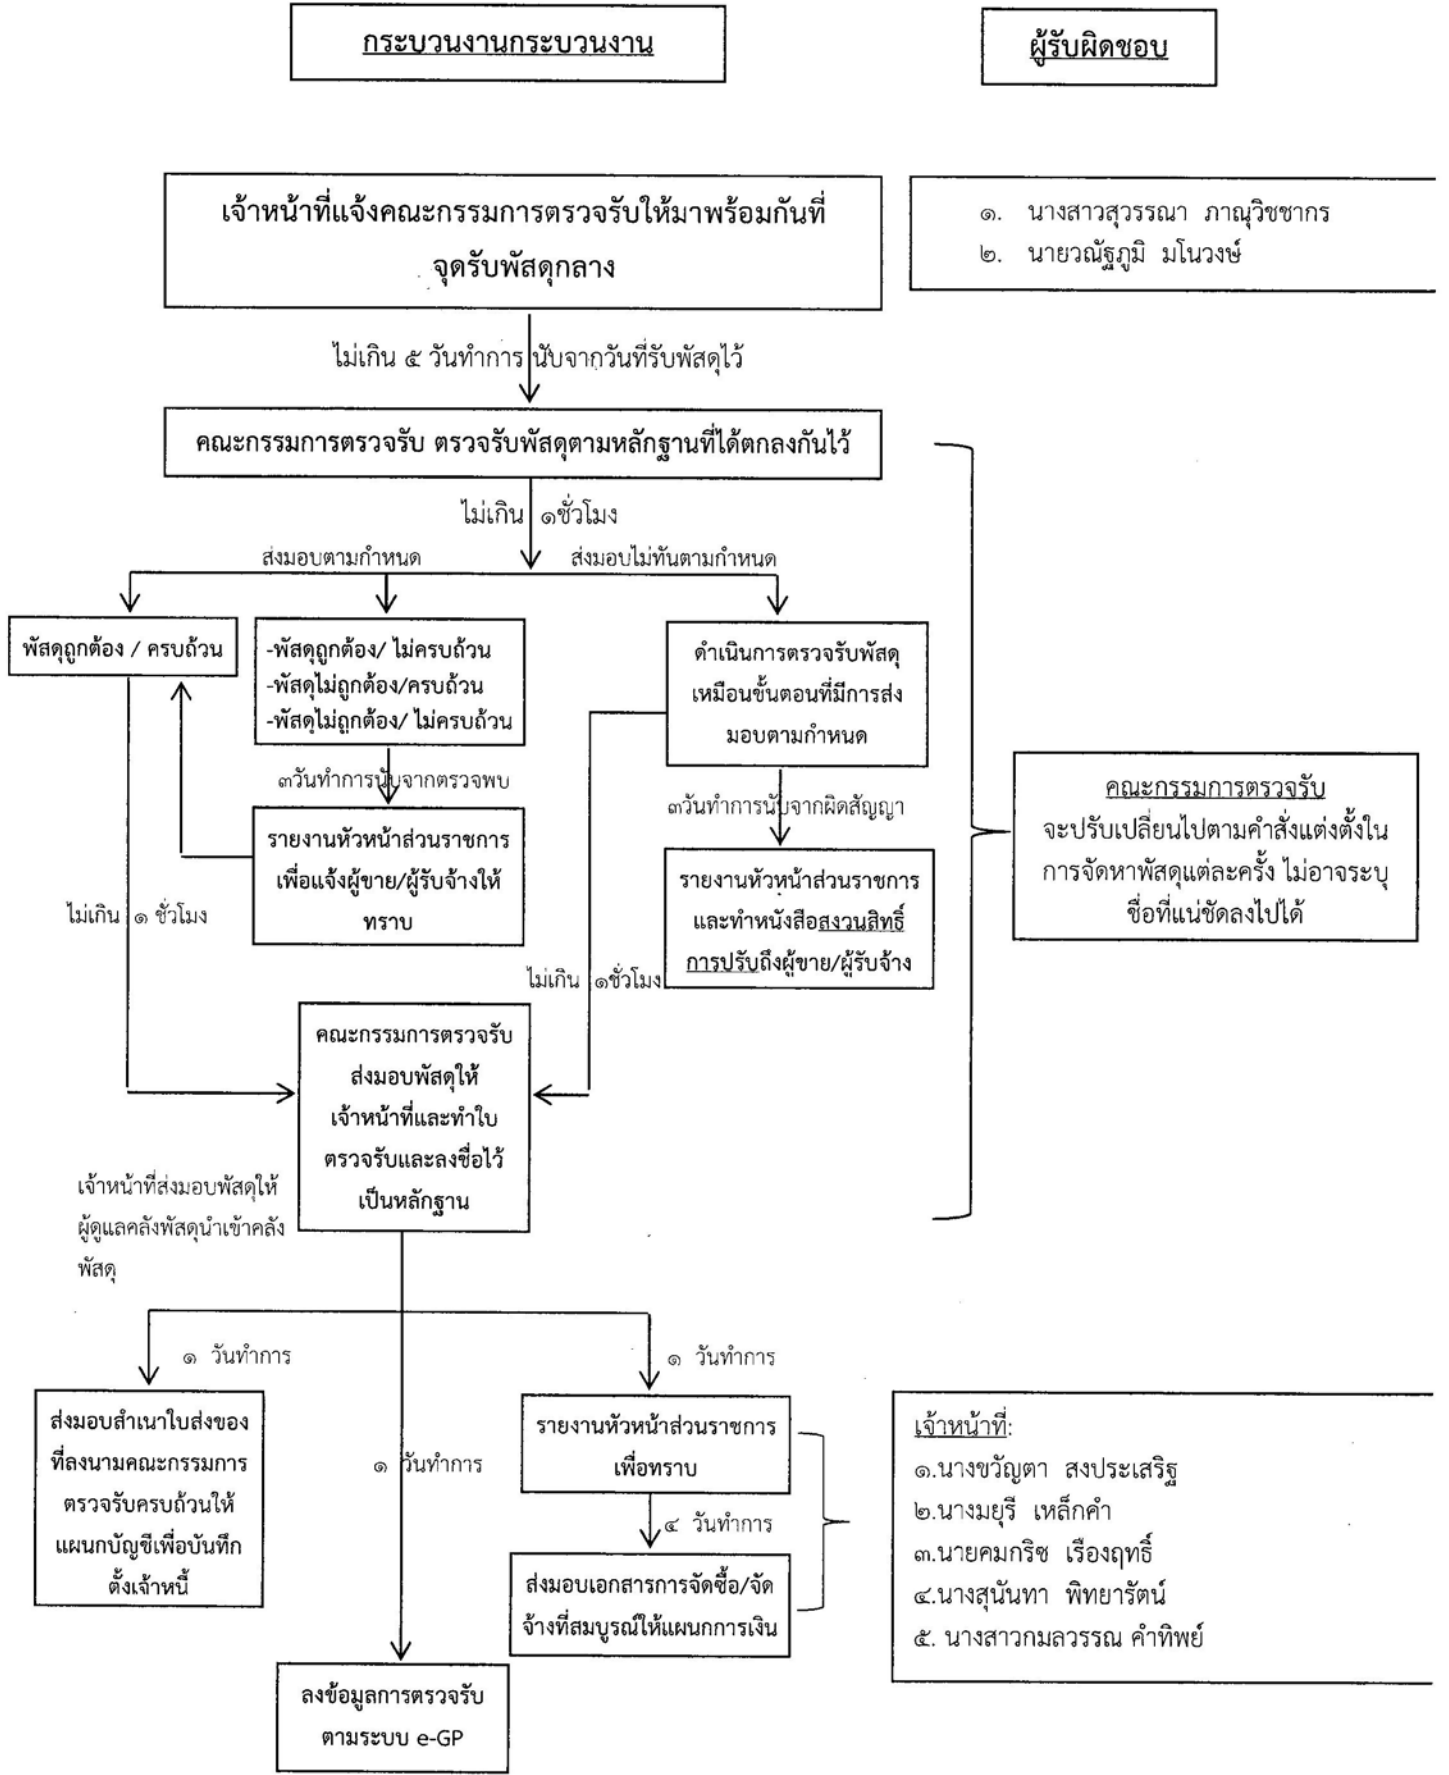 กระบวนงานกระบวนงาน
ผู้รับผิดชอบ
เจ้าหน้าที่แจ้งคณะกรรมการตรวจรับให้มาพร้อมกันที่
จุดรับพัสดุกลาง
๑. นางสาวสุวรรณา ภาณุวิชชากร
๒. นายวณัฐภูมิ มโนวงษ์
ไม่เกิน ๕ วันทำการ นับจากวันที่รับพัสดุไว้
คณะกรรมการตรวจรับ ตรวจรับพัสดุตามหลักฐานที่ได้ตกลงกันไว้
ไม่เกิน ๑ชั่วโมง
ส่งมอบตามกำหนด
ส่งมอบไม่ทันตามกำหนด
พัสดุถูกต้อง / ครบถ้วน
-พัสดุถูกต้อง/ ไม่ครบถ้วน
-พัสดุไม่ถูกต้อง/ครบถ้วน
-พัสดุไม่ถูกต้อง/ ไม่ครบถ้วน
ดำเนินการตรวจรับพัสดุ
เหมือนขั้นตอนที่มีการส่ง
มอบตามกำหนด
๓วันทำการนับจากตรวจพบ
๓วันทำการนับจากผิดสัญญา
รายงานหัวหน้าส่วนราชการ
เพื่อแจ้งผู้ขาย/ผู้รับจ้างให้
ทราบ
รายงานหัวหน้าส่วนราชการ
และทำหนังสือสงวนสิทธิ์
การปรับถึงผู้ขาย/ผู้รับจ้าง
คณะกรรมการตรวจรับ
จะปรับเปลี่ยนไปตามคำสั่งแต่งตั้งใน
การจัดหาพัสดุแต่ละครั้ง ไม่อาจระบุ
ชื่อที่แน่ชัดลงไปได้
ไม่เกิน ๑ ชั่วโมง
ไม่เกิน ๑ชั่วโมง
คณะกรรมการตรวจรับ
ส่งมอบพัสดุให้
เจ้าหน้าที่และทำใบ
ตรวจรับและลงชื่อไว้
เป็นหลักฐาน
เจ้าหน้าที่ส่งมอบพัสดุให้
ผู้ดูแลคลังพัสดุนำเข้าคลัง
พัสดุ
๑ วันทำการ
๑ วันทำการ
๑ วันทำการ
ส่งมอบสำเนาใบส่งของ
ที่ลงนามคณะกรรมการ
ตรวจรับครบถ้วนให้
แผนกบัญชีเพื่อบันทึก
ตั้งเจ้าหนี้
รายงานหัวหน้าส่วนราชการ
เพื่อทราบ
๔ วันทำการ
ส่งมอบเอกสารการจัดซื้อ/จัด
จ้างที่สมบูรณ์ให้แผนกการเงิน
เจ้าหน้าที่:
๑.นางขวัญตา สงประเสริฐ
๒.นางมยุรี เหล็กคำ
๓.นายคมกริช เรืองฤทธิ์
๔.นางสุนันทา พิทยารัตน์
๕. นางสาวกมลวรรณ คำทิพย์
ลงข้อมูลการตรวจรับ
ตามระบบ e-GP